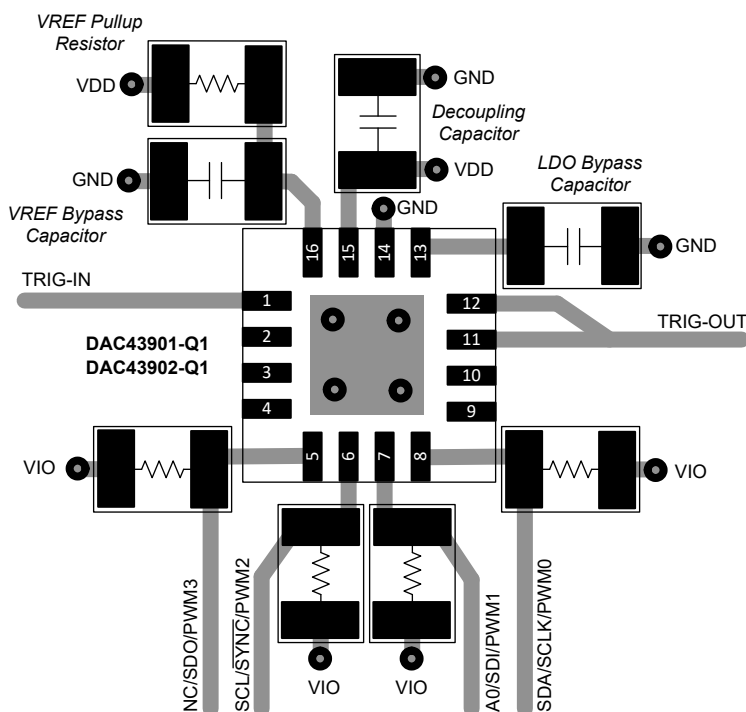 VREF Pullup
Resistor
VDD
GND
Decoupling
Capacitor
VDD
GND
VREF Bypass
Capacitor
GND
LDO Bypass
Capacitor
GND
16
15
14
13
TRIG-IN
1
2
3
4
12
11
10
9
TRIG-OUT
DAC43901-Q1
DAC43902-Q1
5
6
7
8
VIO
VIO
NC/SDO/PWM3
SCL/SYNC/PWM2
A0/SDI/PWM1
SDA/SCLK/PWM0
VIO
VIO